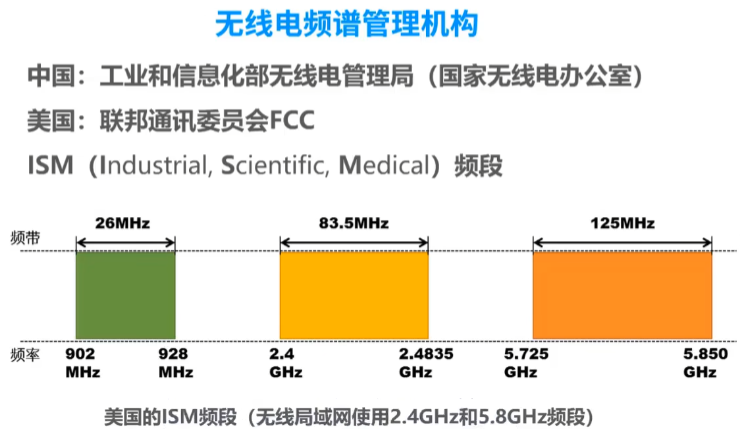 无线电频谱管理机构
中国：工业和信息化部无线电管理局（国家无线电办公室）
美国：联邦通讯委员会FCC
ISM（Industrial, Scientific, Medical）频段
26MHz 83.5MHz 125MHz
频带
频率 902 928 2.4 2.4835 5.725 5.850
MHz MHz GHz GHz GHz GHz
美国的ISM频段（无线局域网使用2.4GHz和5.8GHz频段）